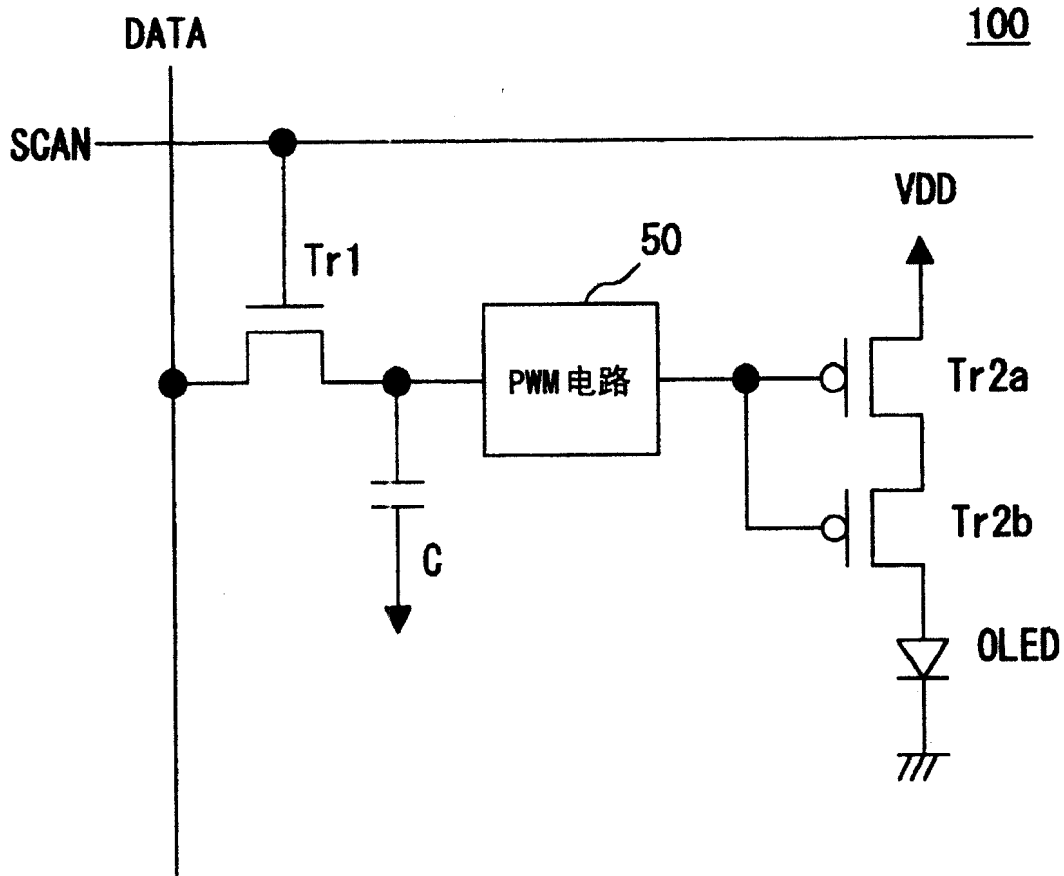 DATA
100
SCAN
VDD
Tr1
50
PWM 电路
Tr2a
Tr2b
C
OLED